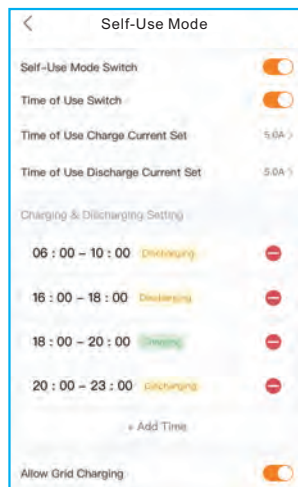 Self-Use Mode
Self-Use Mode Switch
Time of Use Switch
Time of Use Charge Current Set 5.0A
Time of Use Discharge Current Set 5.0A
Charging & Discharging Setting
06 : 00 – 10 : 00 Discharging
16 : 00 – 18 : 00 Discharging
18 : 00 – 20 : 00 Charging
20 : 00 – 23 : 00 Discharging
+ Add Time
Allow Grid Charging